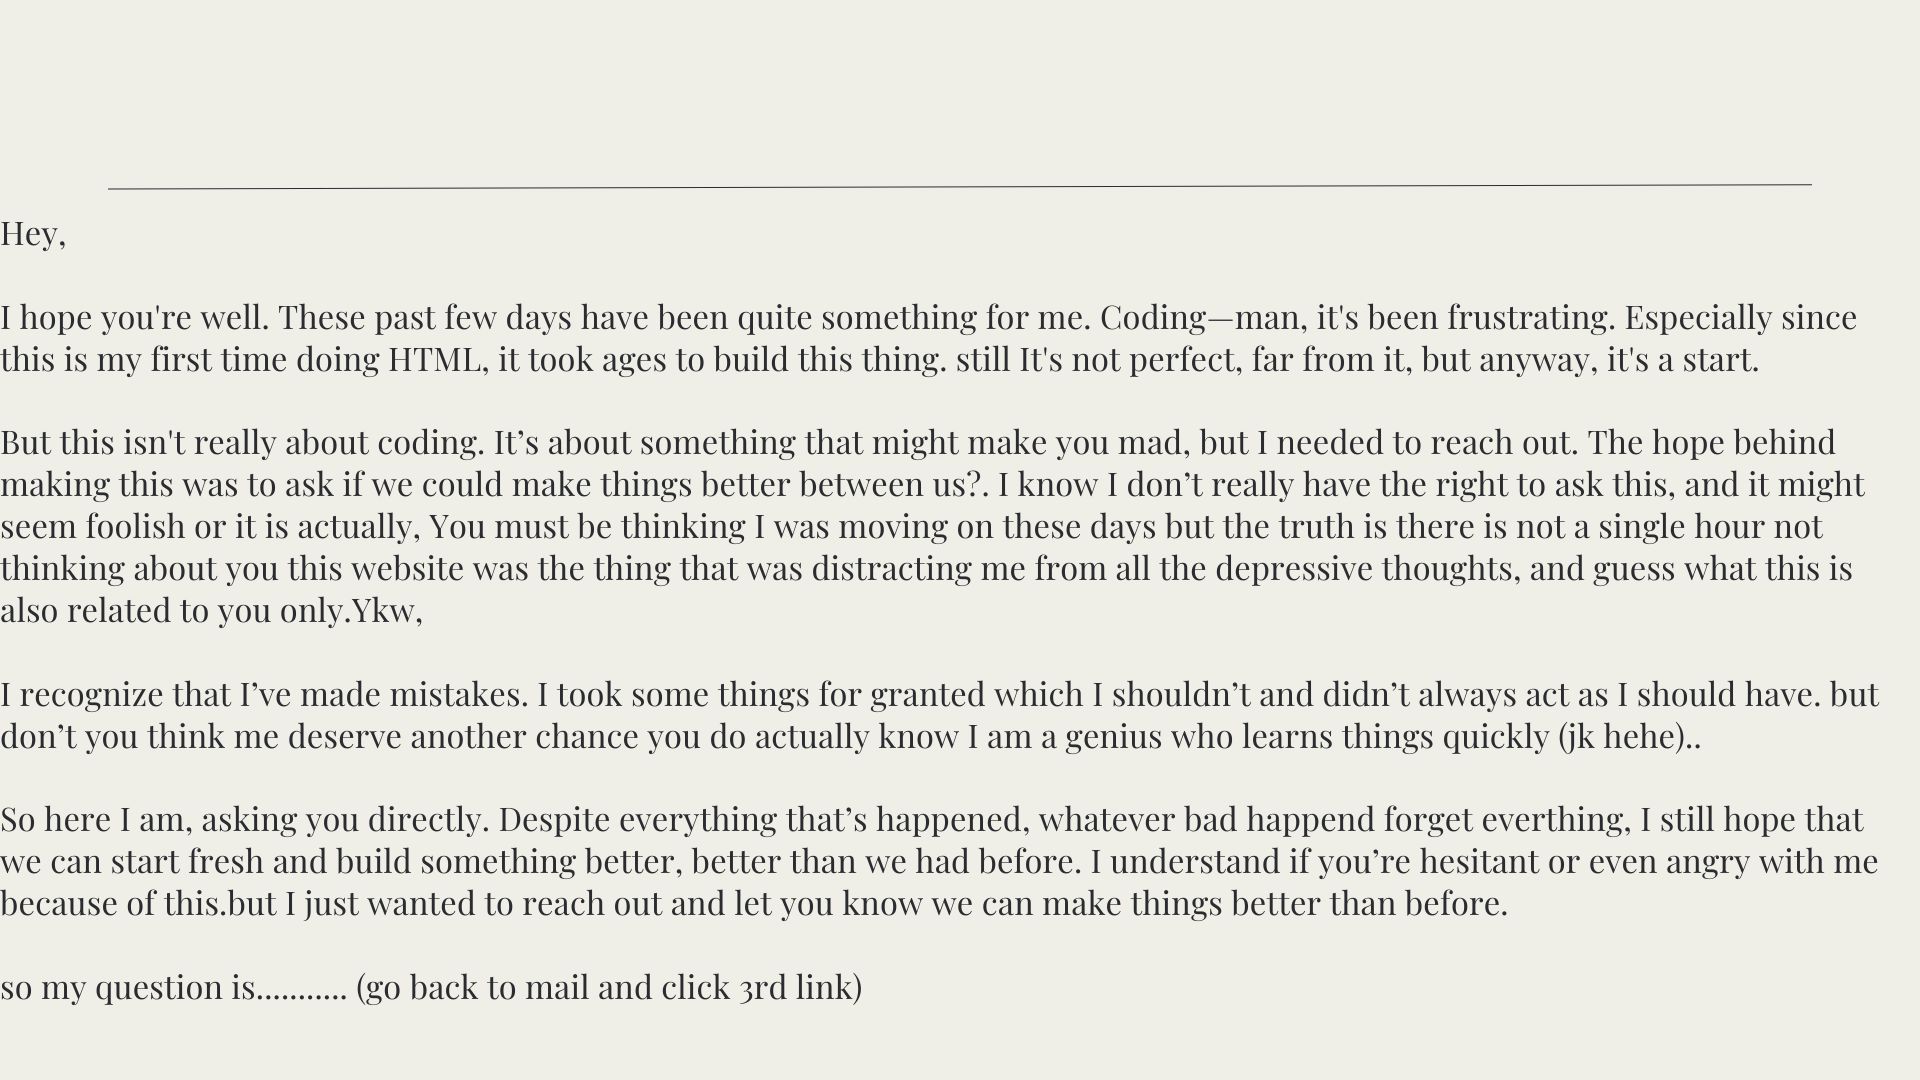 Hey,
I hope you're well. These past few days have been quite something for me. Coding—man, it's been frustrating. Especially since
this is my first time doing HTML, it took ages to build this thing. still It's not perfect, far from it, but anyway, it's a start.
But this isn't really about coding. It’s about something that might make you mad, but I needed to reach out. The hope behind
making this was to ask if we could make things better between us?. I know I don’t really have the right to ask this, and it might
seem foolish or it is actually, You must be thinking I was moving on these days but the truth is there is not a single hour not
thinking about you this website was the thing that was distracting me from all the depressive thoughts, and guess what this is
also related to you only.Ykw,
I recognize that I’ve made mistakes. I took some things for granted which I shouldn’t and didn’t always act as I should have. but
don’t you think me deserve another chance you do actually know I am a genius who learns things quickly (jk hehe)..
So here I am, asking you directly. Despite everything that’s happened, whatever bad happend forget everthing, I still hope that
we can start fresh and build something better, better than we had before. I understand if you’re hesitant or even angry with me
because of this.but I just wanted to reach out and let you know we can make things better than before.
so my question is........... (go back to mail and click 3rd link)